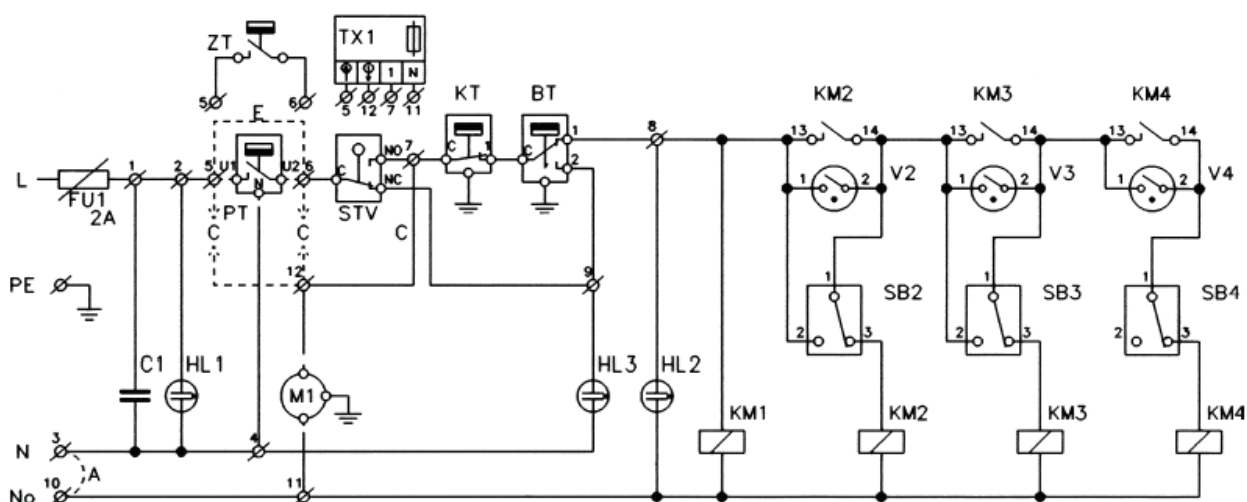 ZT
5 6
TX1
1 N
5 12 7 11
KT
BT
KM2
KM3
KM4
E
1 2 5 U1 U2 6 C NO 7 C 1 C 1 8 13 14 13 14 13 14
N NC 2
L
FU1
2A
PT
STV
1 2 V2 1 2 V3 1 2 V4
C C C
12 9
PE
1 SB2 1 SB3 1 SB4
2 3 2 3 2 3
C1 HL1 M1 HL3 HL2
KM1 KM2 KM3 KM4
N 3 4
A
No 10 11